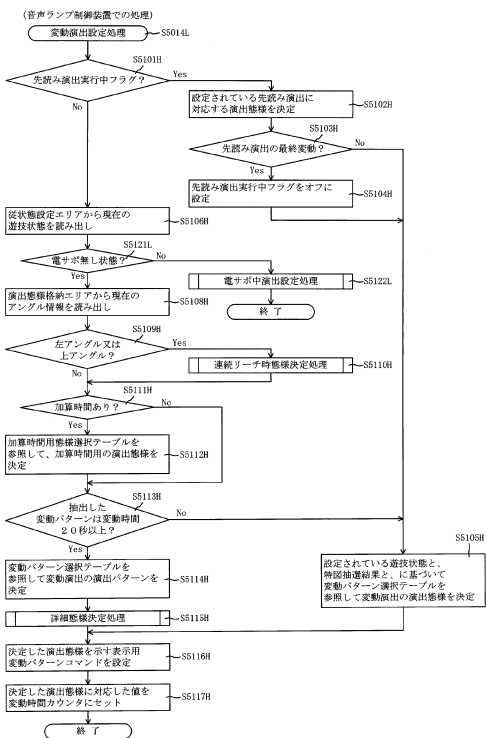 (音声ランプ制御装置での処理)
変動演出設定処理
S5014L
S5101H
先読み演出実行中フラグ?
Yes
No
設定されている先読み演出に
対応する演出態様を決定
S5102H
S5103H
先読み演出の最終変動?
No
Yes
先読み演出実行中フラグをオフに
設定
S5104H
従状態設定エリアから現在の
遊技状態を読み出し
S5106H
S5121L
電サポ無し状態?
No
Yes
電サポ中演出設定処理
S5122L
終了
演出態様格納エリアから現在の
アングル情報を読み出し
S5108H
S5109H
左アングル又は
上アングル?
Yes
No
連続リーチ時態様決定処理
S5110H
S5111H
加算時間あり?
No
Yes
加算時間用態様選択テーブルを
参照して、加算時間用の演出態様を
決定
S5112H
S5113H
抽出した
変動パターンは変動時間
20秒以上?
No
Yes
S5105H
設定されている遊技状態と、
特図抽選結果と、に基づいて
変動パターン選択テーブルを
参照して変動演出の演出態様を決定
変動パターン選択テーブルを
参照して変動演出の演出パターンを
決定
S5114H
詳細態様決定処理
S5115H
決定した演出態様を示す表示用
変動パターンコマンドを設定
S5116H
決定した演出態様に対応した値を
変動時間カウンタにセット
S5117H
終了